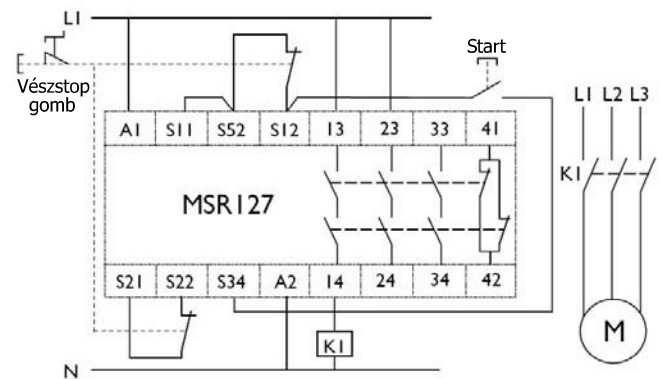 L1
Vészstop
gomb
Start
A1 S11 S52 S12 13 23 33 41
L1 L2 L3
K1
MSR127
S21 S22 S34 A2 14 24 34 42
K1
M
N